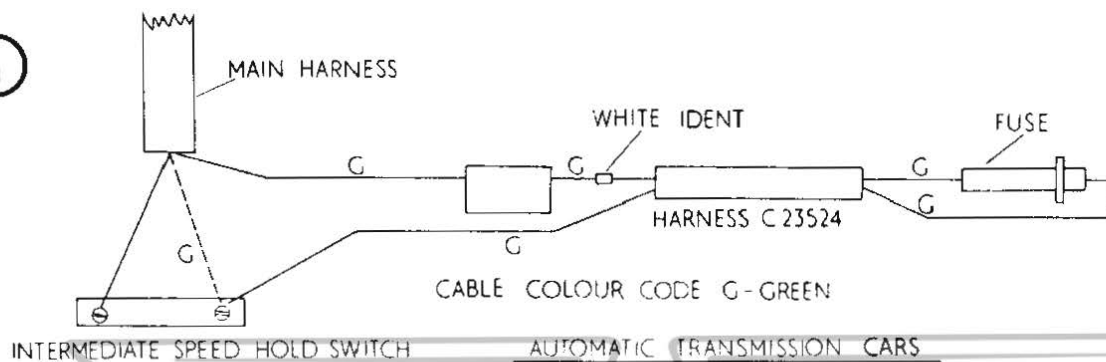 MAIN HARNESS
WHITE IDENT
FUSE
G
G
G
HARNESS C 23524
G
G
G
CABLE COLOUR CODE G-GREEN
INTERMEDIATE SPEED HOLD SWITCH
AUTOMATIC TRANSMISSION CARS